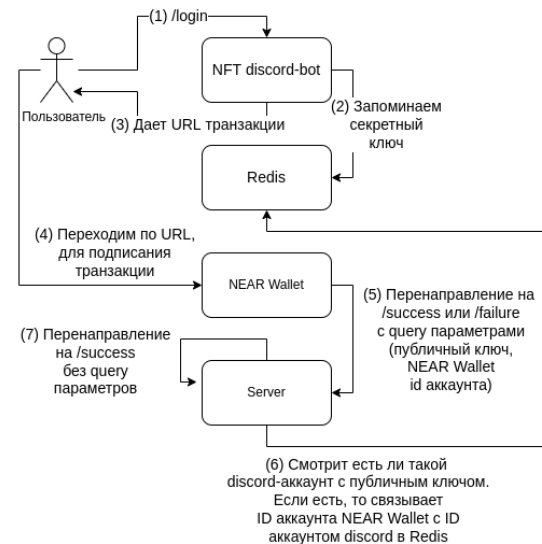 (1) /login
NFT discord-bot
Пользователь
(2) Запоминаем
секретный
ключ
(3) Дает URL транзакции
Redis
(4) Переходим по URL,
для подписания
транзакции
NEAR Wallet
(5) Перенаправление на
/success или /failure
с query параметрами
(публичный ключ,
NEAR Wallet
id аккаунта)
(7) Перенаправление
на /success
без query
параметров
Server
(6) Смотрит есть ли такой
discord-аккаунт с публичным ключом.
Если есть, то связывает
ID аккаунта NEAR Wallet с ID
аккаунтом discord в Redis